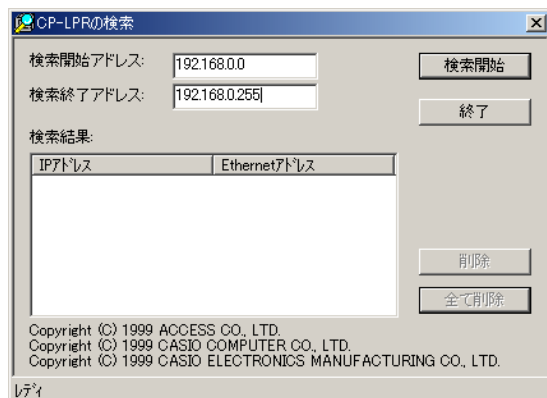 CP-LPRの検索
検索開始アドレス: 192.168.0.0
検索開始
検索終了アドレス: 192.168.0.255
終了
検索結果:
IPアドレス Ethernetアドレス
削除
全て削除
Copyright (C) 1999 ACCESS CO., LTD.
Copyright (C) 1999 CASIO COMPUTER CO., LTD.
Copyright (C) 1999 CASIO ELECTRONICS MANUFACTURING CO., LTD.
レディ